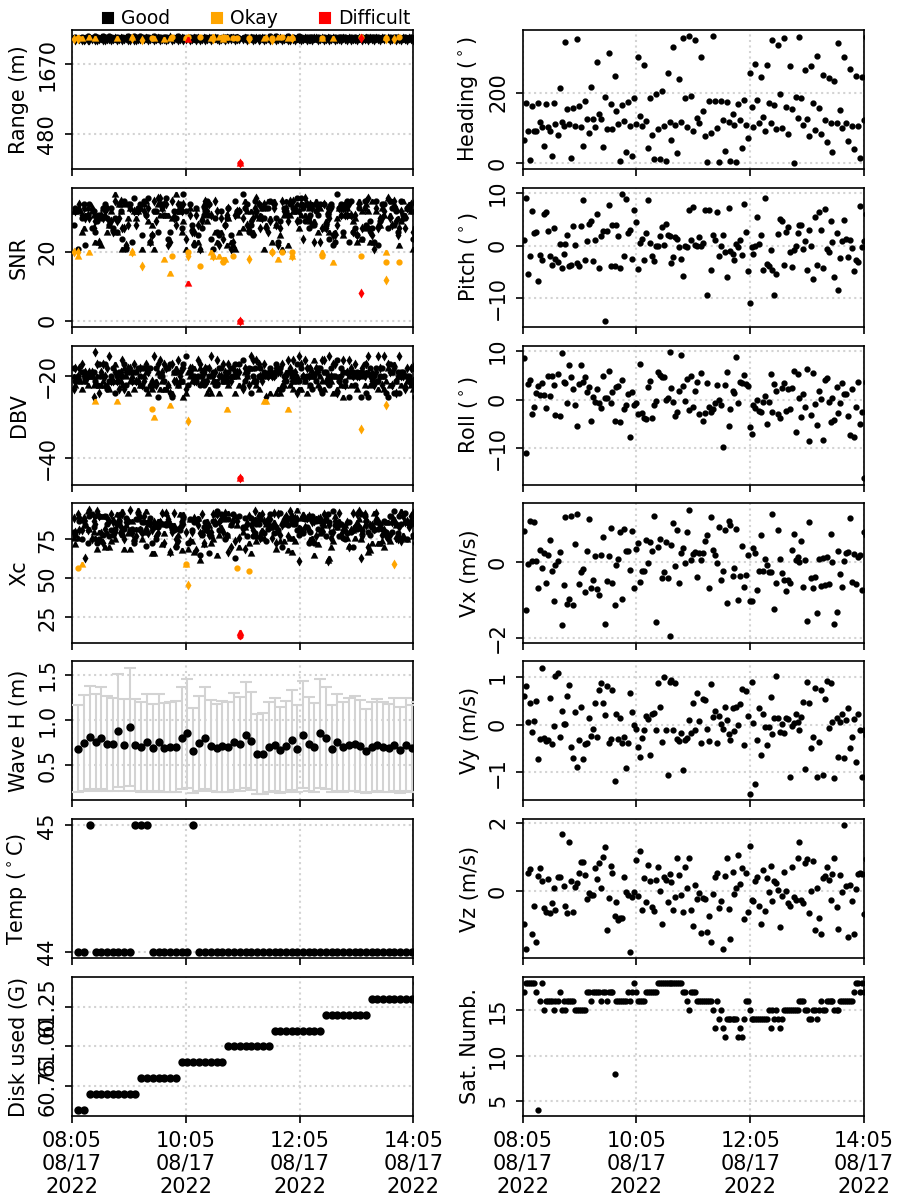 Good Okay Difficult
Range (m) 1670 480
Heading (°) 200 0
SNR 20 0
Pitch (°) 10 0 −10
DBV −20 −40
Roll (°) 10 0 −10
Xc 75 50 25
Vx (m/s) 0 −2
Wave H (m) 1.5 1.0 0.5
Vy (m/s) 1 0 −1
Temp (°C) 45 44
Vz (m/s) 2 0
Disk used (G) 61.25 61.00 60.75
Sat. Numb. 15 10 5
08:05 10:05 12:05 14:05 08:05 10:05 12:05 14:05
08/17 08/17 08/17 08/17 08/17 08/17 08/17 08/17
2022 2022 2022 2022 2022 2022 2022 2022